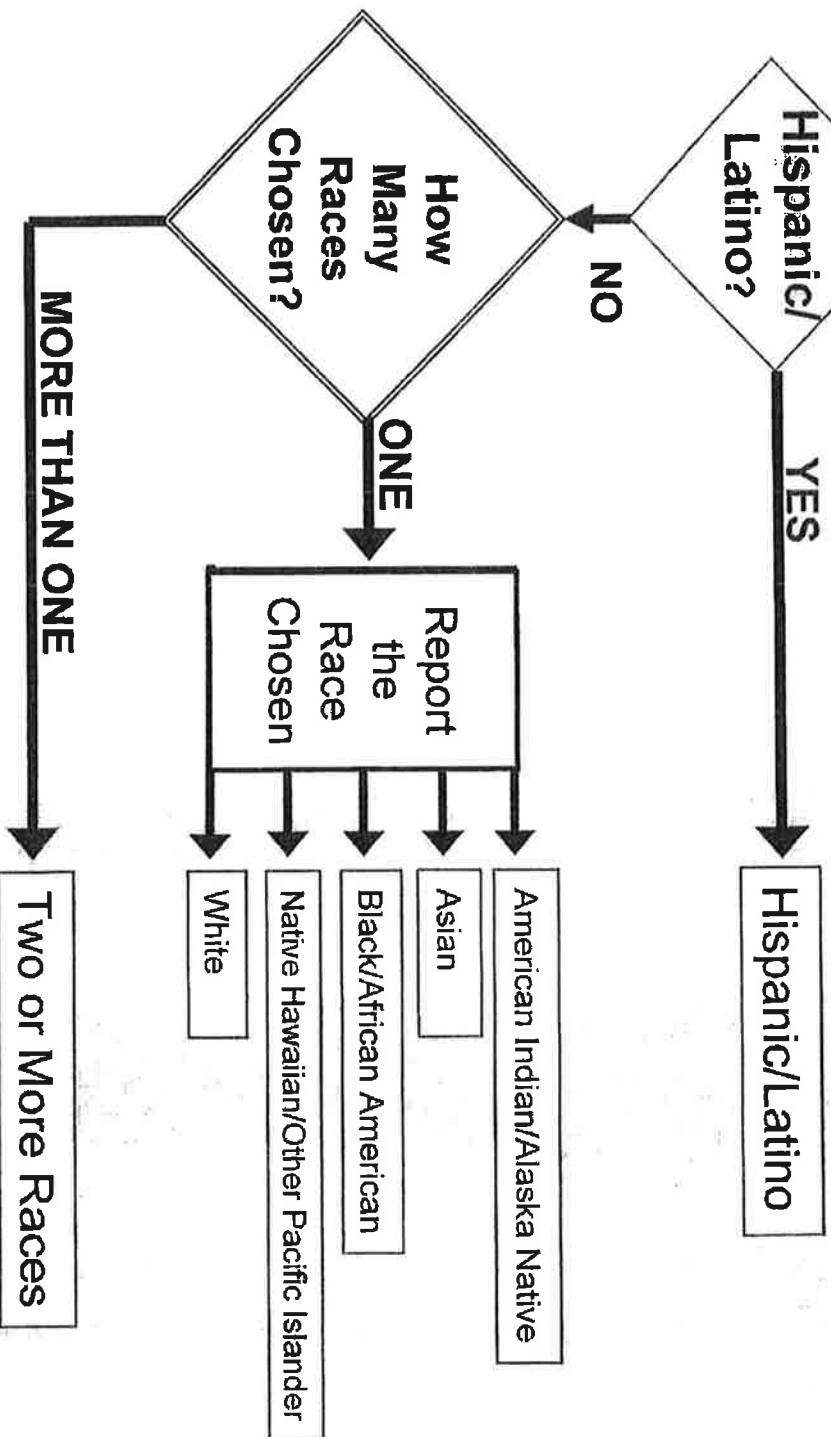 Hispanic/
Latino?
YES
Hispanic/Latino
NO
How
Many
Races
Chosen?
ONE
Report
the
Race
Chosen
American Indian/Alaska Native
Asian
Black/African American
Native Hawaiian/Other Pacific Islander
White
MORE THAN ONE
Two or More Races